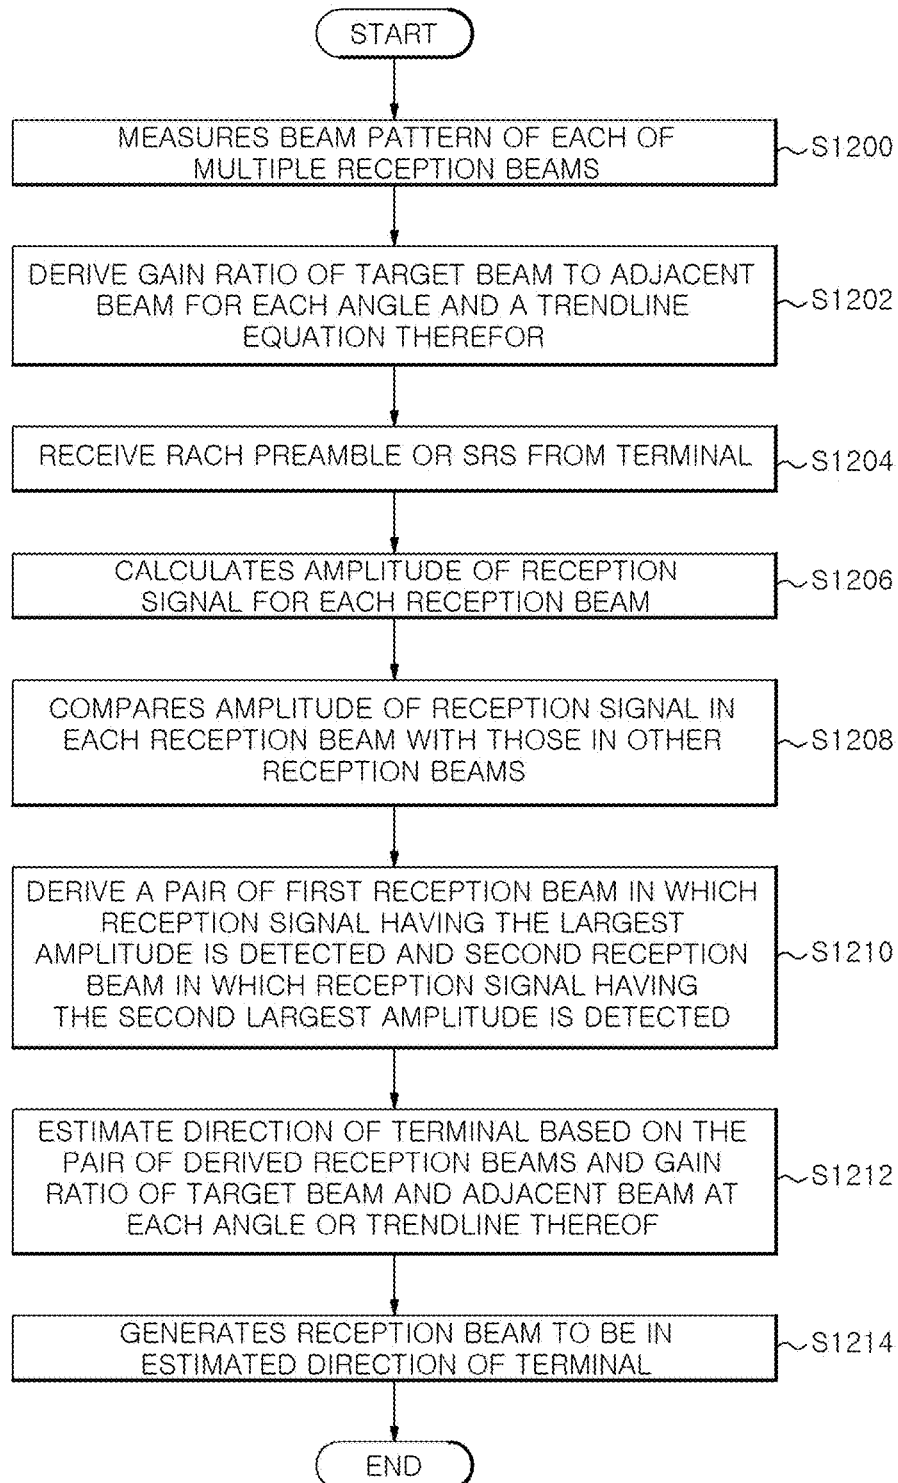 START
MEASURES BEAM PATTERN OF EACH OF
MULTIPLE RECEPTION BEAMS
S1200
DERIVE GAIN RATIO OF TARGET BEAM TO ADJACENT
BEAM FOR EACH ANGLE AND A TRENDLINE
EQUATION THEREFOR
S1202
RECEIVE RACH PREAMBLE OR SRS FROM TERMINAL
S1204
CALCULATES AMPLITUDE OF RECEPTION
SIGNAL FOR EACH RECEPTION BEAM
S1206
COMPARES AMPLITUDE OF RECEPTION SIGNAL IN
EACH RECEPTION BEAM WITH THOSE IN OTHER
RECEPTION BEAMS
S1208
DERIVE A PAIR OF FIRST RECEPTION BEAM IN WHICH
RECEPTION SIGNAL HAVING THE LARGEST
AMPLITUDE IS DETECTED AND SECOND RECEPTION
BEAM IN WHICH RECEPTION SIGNAL HAVING
THE SECOND LARGEST AMPLITUDE IS DETECTED
S1210
ESTIMATE DIRECTION OF TERMINAL BASED ON THE
PAIR OF DERIVED RECEPTION BEAMS AND GAIN
RATIO OF TARGET BEAM AND ADJACENT BEAM AT
EACH ANGLE OR TRENDLINE THEREOF
S1212
GENERATES RECEPTION BEAM TO BE IN
ESTIMATED DIRECTION OF TERMINAL
S1214
END